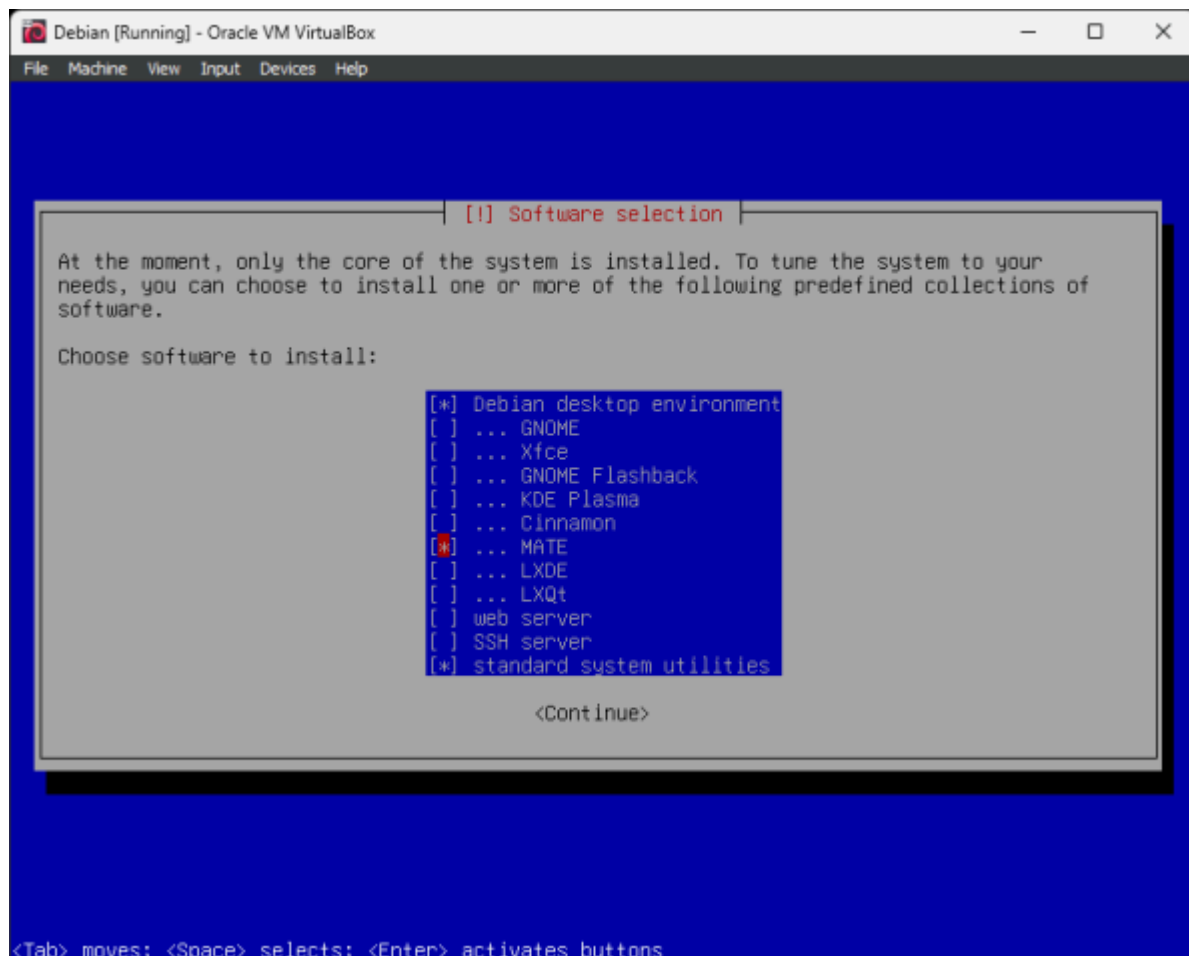 Debian [Running] - Oracle VM VirtualBox
File Machine View Input Devices Help
[!] Software selection
At the moment, only the core of the system is installed. To tune the system to your
needs, you can choose to install one or more of the following predefined collections of
software.
Choose software to install:
[*] Debian desktop environment
[ ] ... GNOME
[ ] ... Xfce
[ ] ... GNOME Flashback
[ ] ... KDE Plasma
[ ] ... Cinnamon
[*] ... MATE
[ ] ... LXDE
[ ] ... LXQt
[ ] web server
[ ] SSH server
[*] standard system utilities
<Continue>
<Tab> moves; <Space> selects; <Enter> activates buttons